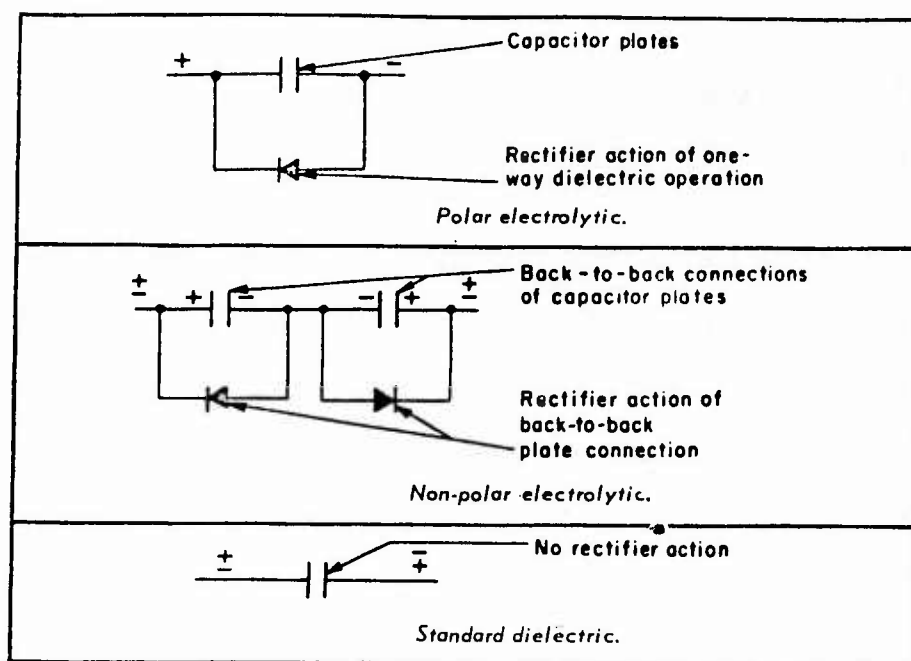 Capacitor plates
+ -
Rectifier action of one-
way dielectric operation
Polar electrolytic.
Back-to-back connections
of capacitor plates
± + - - + ±
Rectifier action of
back-to-back
plate connection
Non-polar electrolytic.
No rectifier action
± ∓
Standard dielectric.